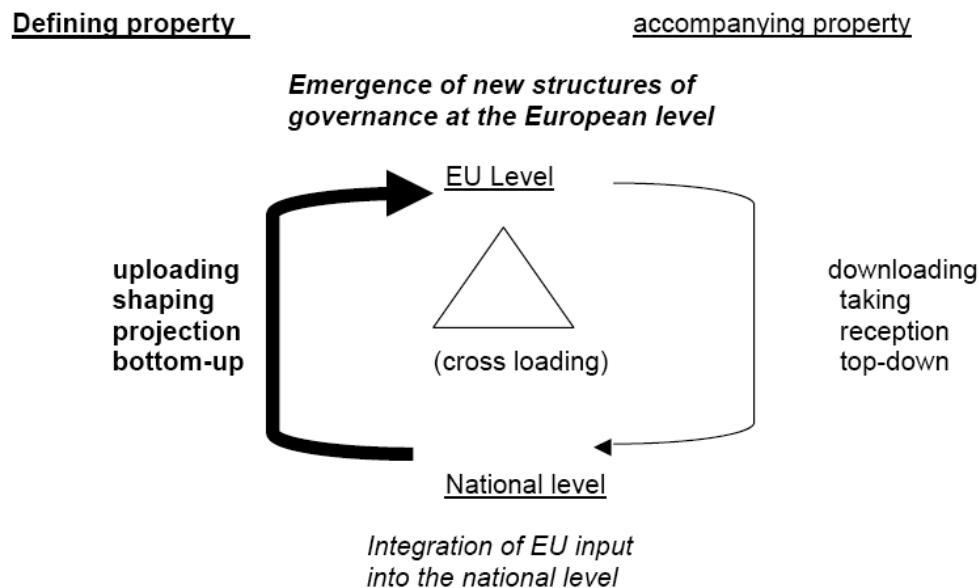 Defining property
accompanying property
Emergence of new structures of
governance at the European level
EU Level
uploading
shaping
projection
bottom-up
downloading
taking
reception
top-down
(cross loading)
National level
Integration of EU input
into the national level